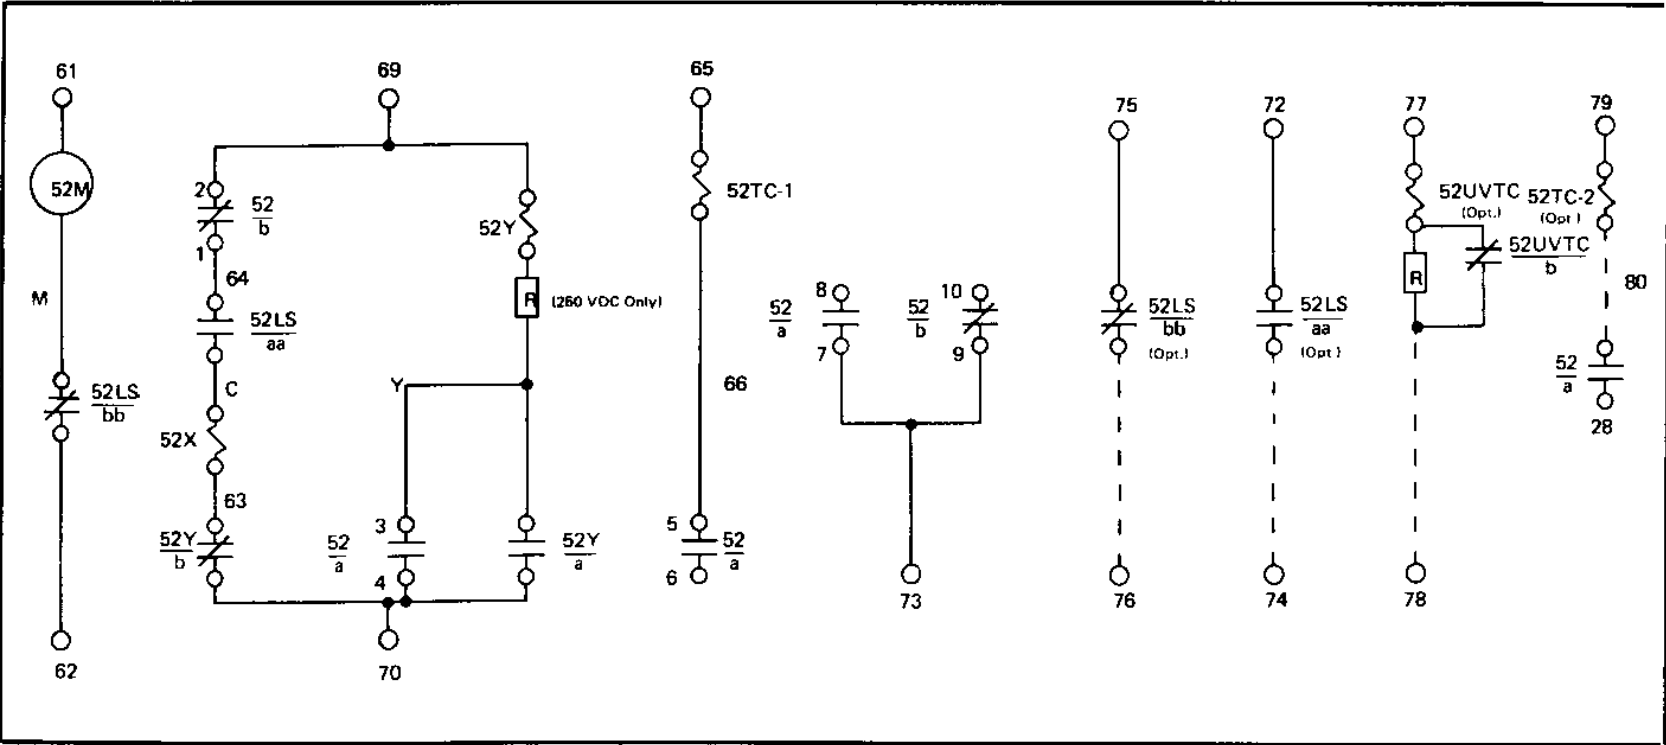 61
69
65
75
72
77
79
52M
2
52
b
1
64
52LS
aa
C
52X
63
52Y
b
M
52LS
bb
62
52Y
R
(260 VDC Only)
Y
3
52
a
4
52Y
a
70
52TC-1
66
5
52
a
6
8
52
a
7
10
52
b
9
73
52LS
bb
(Opt.)
76
52LS
aa
(Opt)
74
52UVTC
(Opt.)
52UVTC
b
R
78
52TC-2
(Opt)
80
52
a
28